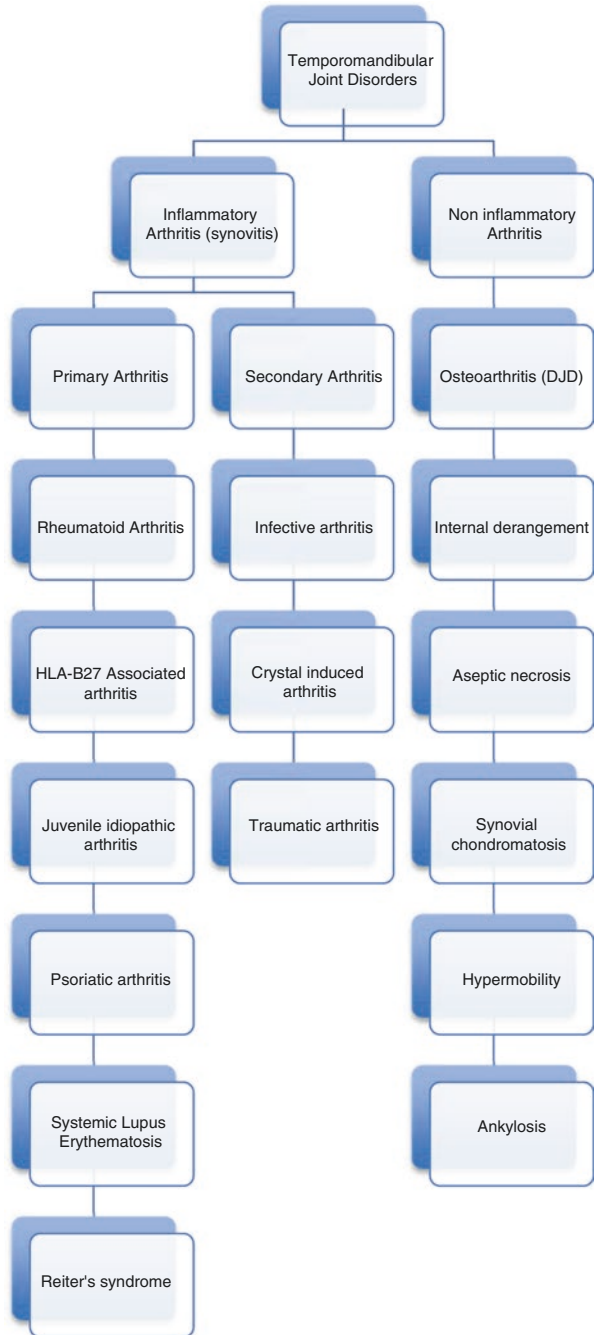 Temporomandibular
Joint Disorders
Inflammatory
Arthritis (synovitis)
Non inflammatory
Arthritis
Primary Arthritis
Secondary Arthritis
Osteoarthritis (DJD)
Rheumatoid Arthritis
Infective arthritis
Internal derangement
HLA-B27 Associated
arthritis
Crystal induced
arthritis
Aseptic necrosis
Juvenile idiopathic
arthritis
Traumatic arthritis
Synovial
chondromatosis
Psoriatic arthritis
Hypermobility
Systemic Lupus
Erythematosis
Ankylosis
Reiter's syndrome